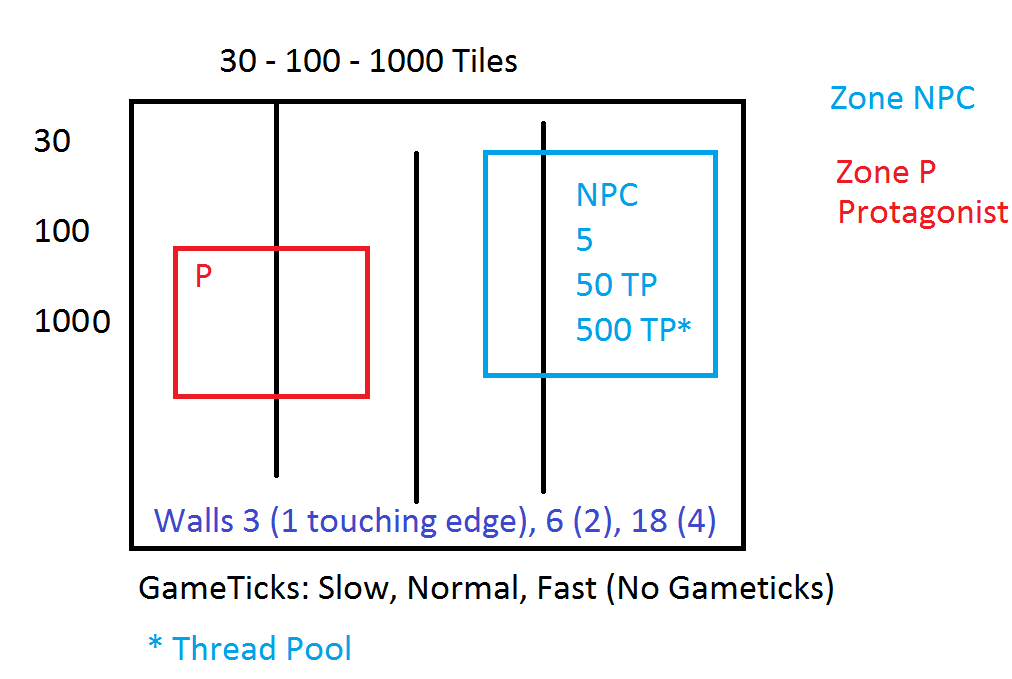 30 - 100 - 1000 Tiles
Zone NPC
30
Zone P
Protagonist
NPC
100
5
P
50 TP
1000
500 TP*
Walls 3 (1 touching edge), 6 (2), 18 (4)
GameTicks: Slow, Normal, Fast (No Gameticks)
* Thread Pool